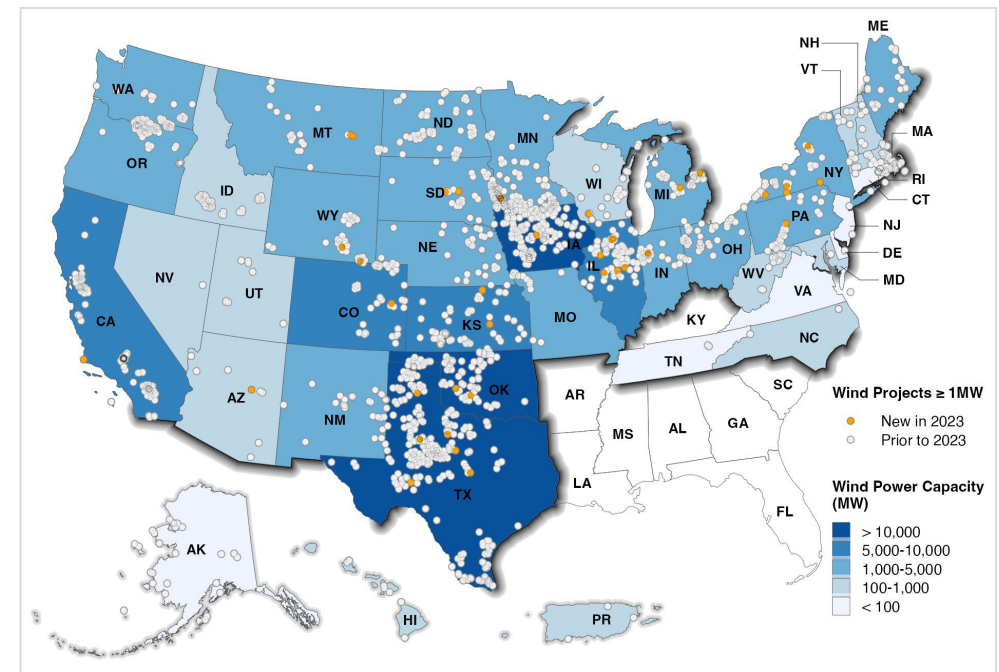 ME
NH
VT
WA
MT
ND
MN
MA
OR
ID
SD
WI
MI
NY
RI
CT
WY
IA
PA
NJ
NE
OH
DE
NV
UT
IL
IN
WV
MD
CA
CO
KS
MO
VA
KY
NC
TN
AZ
OK
AR
SC
NM
MS
AL
GA
LA
TX
FL
AK
HI
PR
Wind Projects ≥ 1MW
New in 2023
Prior to 2023
Wind Power Capacity
(MW)
> 10,000
5,000-10,000
1,000-5,000
100-1,000
< 100